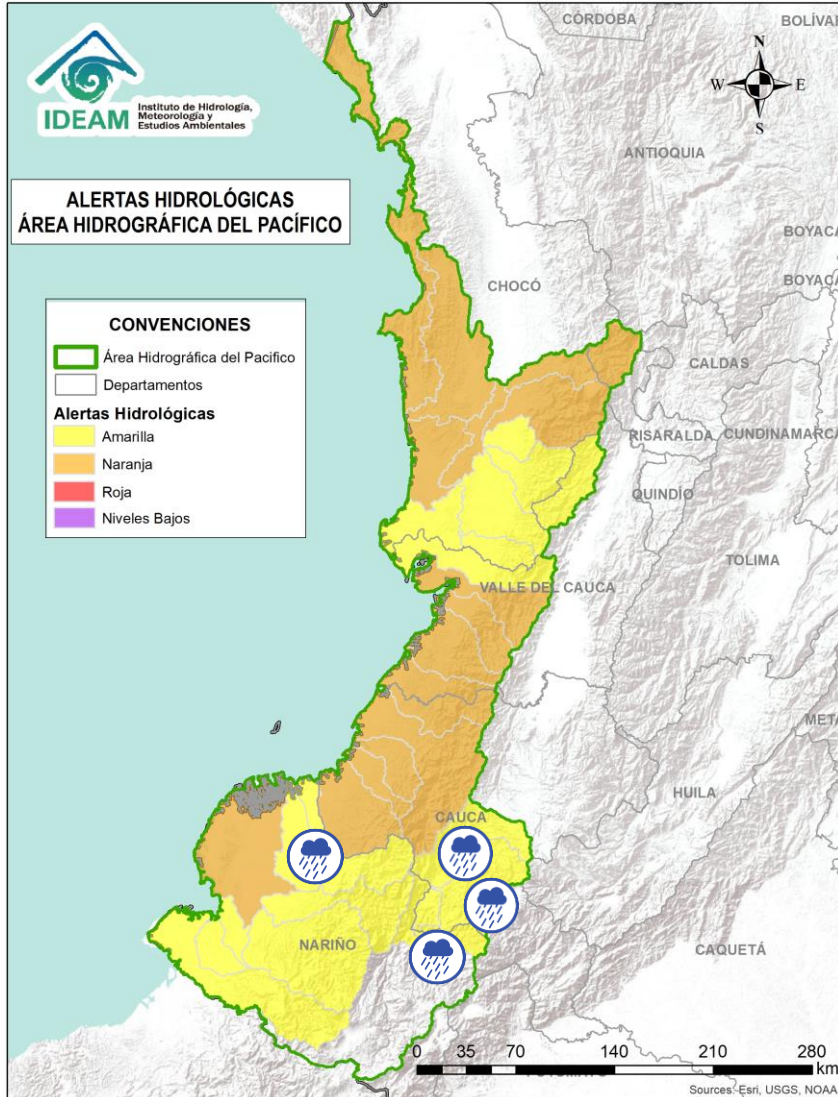 IDEAM
Instituto de Hidrología,
Meteorología y
Estudios Ambientales
ALERTAS HIDROLÓGICAS
ÁREA HIDROGRÁFICA DEL PACÍFICO
CONVENCIONES
Área Hidrográfica del Pacifico
Departamentos
Alertas Hidrológicas
Amarilla
Naranja
Roja
Niveles Bajos
CÓRDOBA
BOLÍVA
N
W
E
S
ANTIOQUIA
BOYACÁ
BOYACÁ
CHOCÓ
CALDAS
RISARALDA
CUNDINAMARCA
QUINDÍO
TOLIMA
VALLE DEL CAUCA
META
HUILA
CAUCA
NARIÑO
CAQUETÁ
0 35 70 140 210 280
km
Sources: Esri, USGS, NOAA